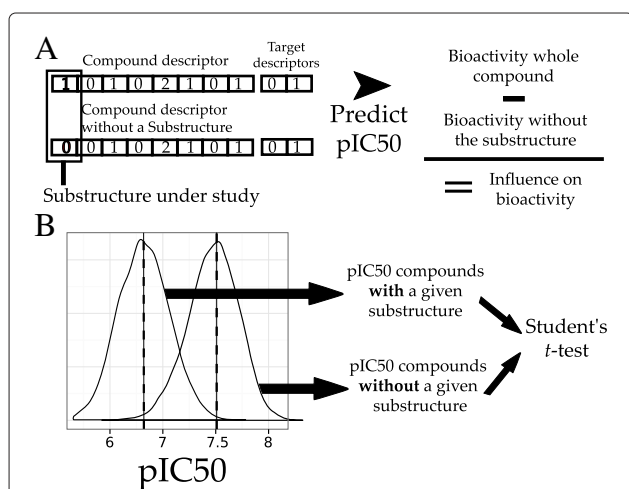 A
Compound descriptor
Target
descriptors
1 0 1 0 2 1 0 1 0 1
Compound descriptor
without a Substructure
0 0 1 0 2 1 0 1 0 1
Substructure under study
Predict
pIC50
Bioactivity whole
compound
Bioactivity without
the substructure
Influence on
bioactivity
B
6 7 7.5 8
pIC50
pIC50 compounds
with a given
substructure
pIC50 compounds
without a given
substructure
Student's
t-test